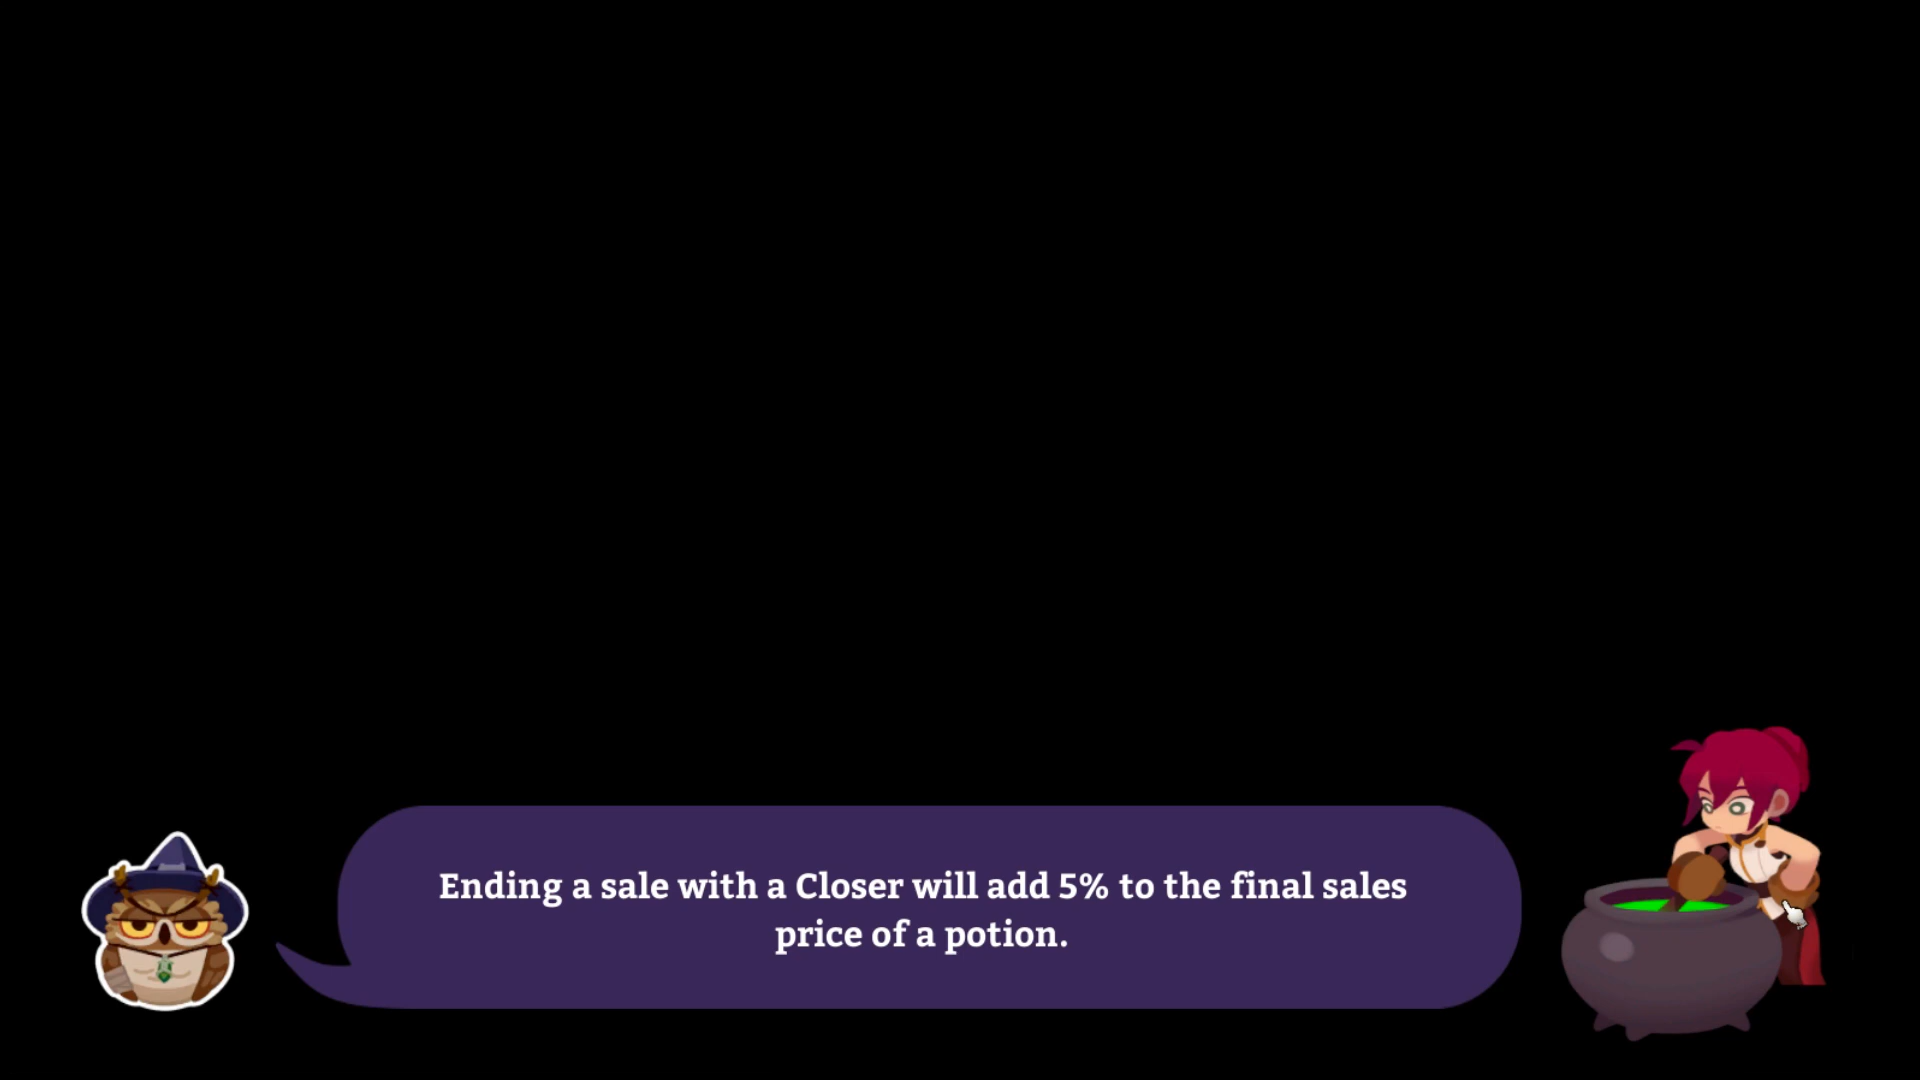 Ending a sale with a Closer will add 5% to the final sales
price of a potion.